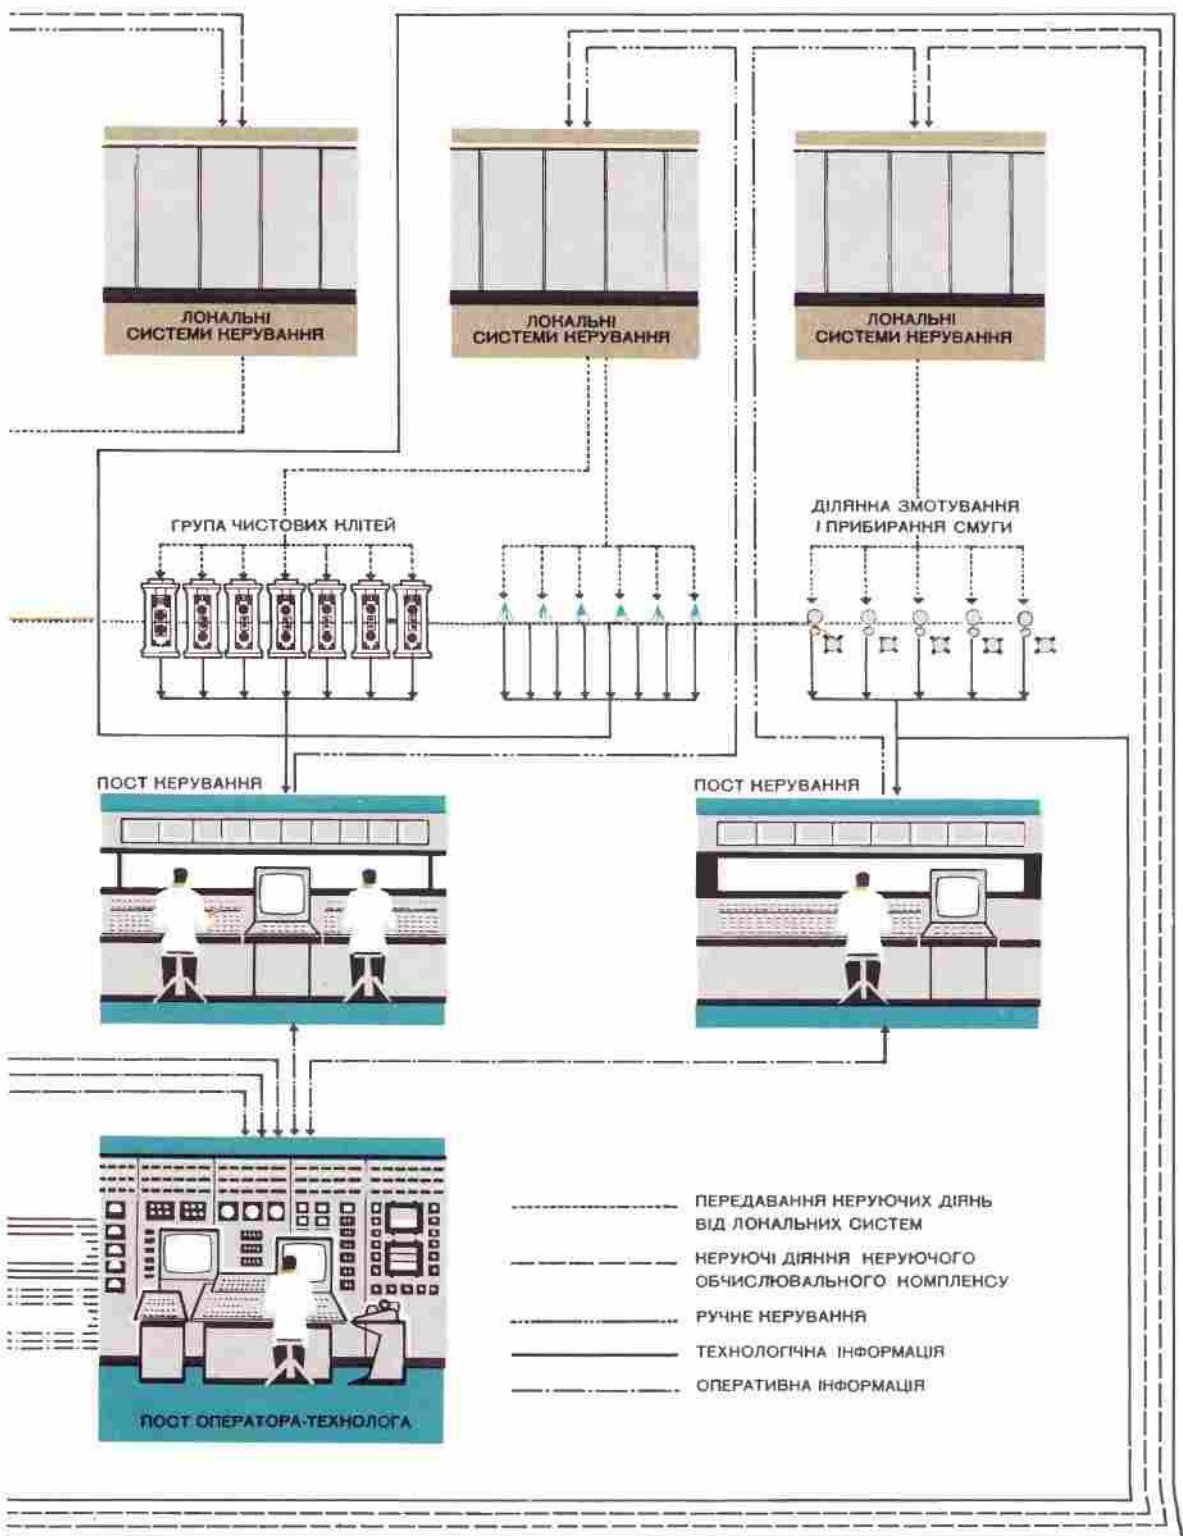 ЛОКАЛЬНІ
СИСТЕМИ КЕРУВАННЯ
ЛОКАЛЬНІ
СИСТЕМИ КЕРУВАННЯ
ЛОКАЛЬНІ
СИСТЕМИ КЕРУВАННЯ
ГРУПА ЧИСТОВИХ КЛІТЕЙ
ДІЛЯНКА ЗМОТУВАННЯ
І ПРИБИРАННЯ СМУГИ
ПОСТ КЕРУВАННЯ
ПОСТ КЕРУВАННЯ
ПОСТ ОПЕРАТОРА-ТЕХНОЛОГА
ПЕРЕДАВАННЯ КЕРУЮЧИХ ДІЯНЬ
ВІД ЛОКАЛЬНИХ СИСТЕМ
КЕРУЮЧІ ДІЯННЯ КЕРУЮЧОГО
ОБЧИСЛЮВАЛЬНОГО КОМПЛЕКСУ
РУЧНЕ КЕРУВАННЯ
ТЕХНОЛОГІЧНА ІНФОРМАЦІЯ
ОПЕРАТИВНА ІНФОРМАЦІЯ